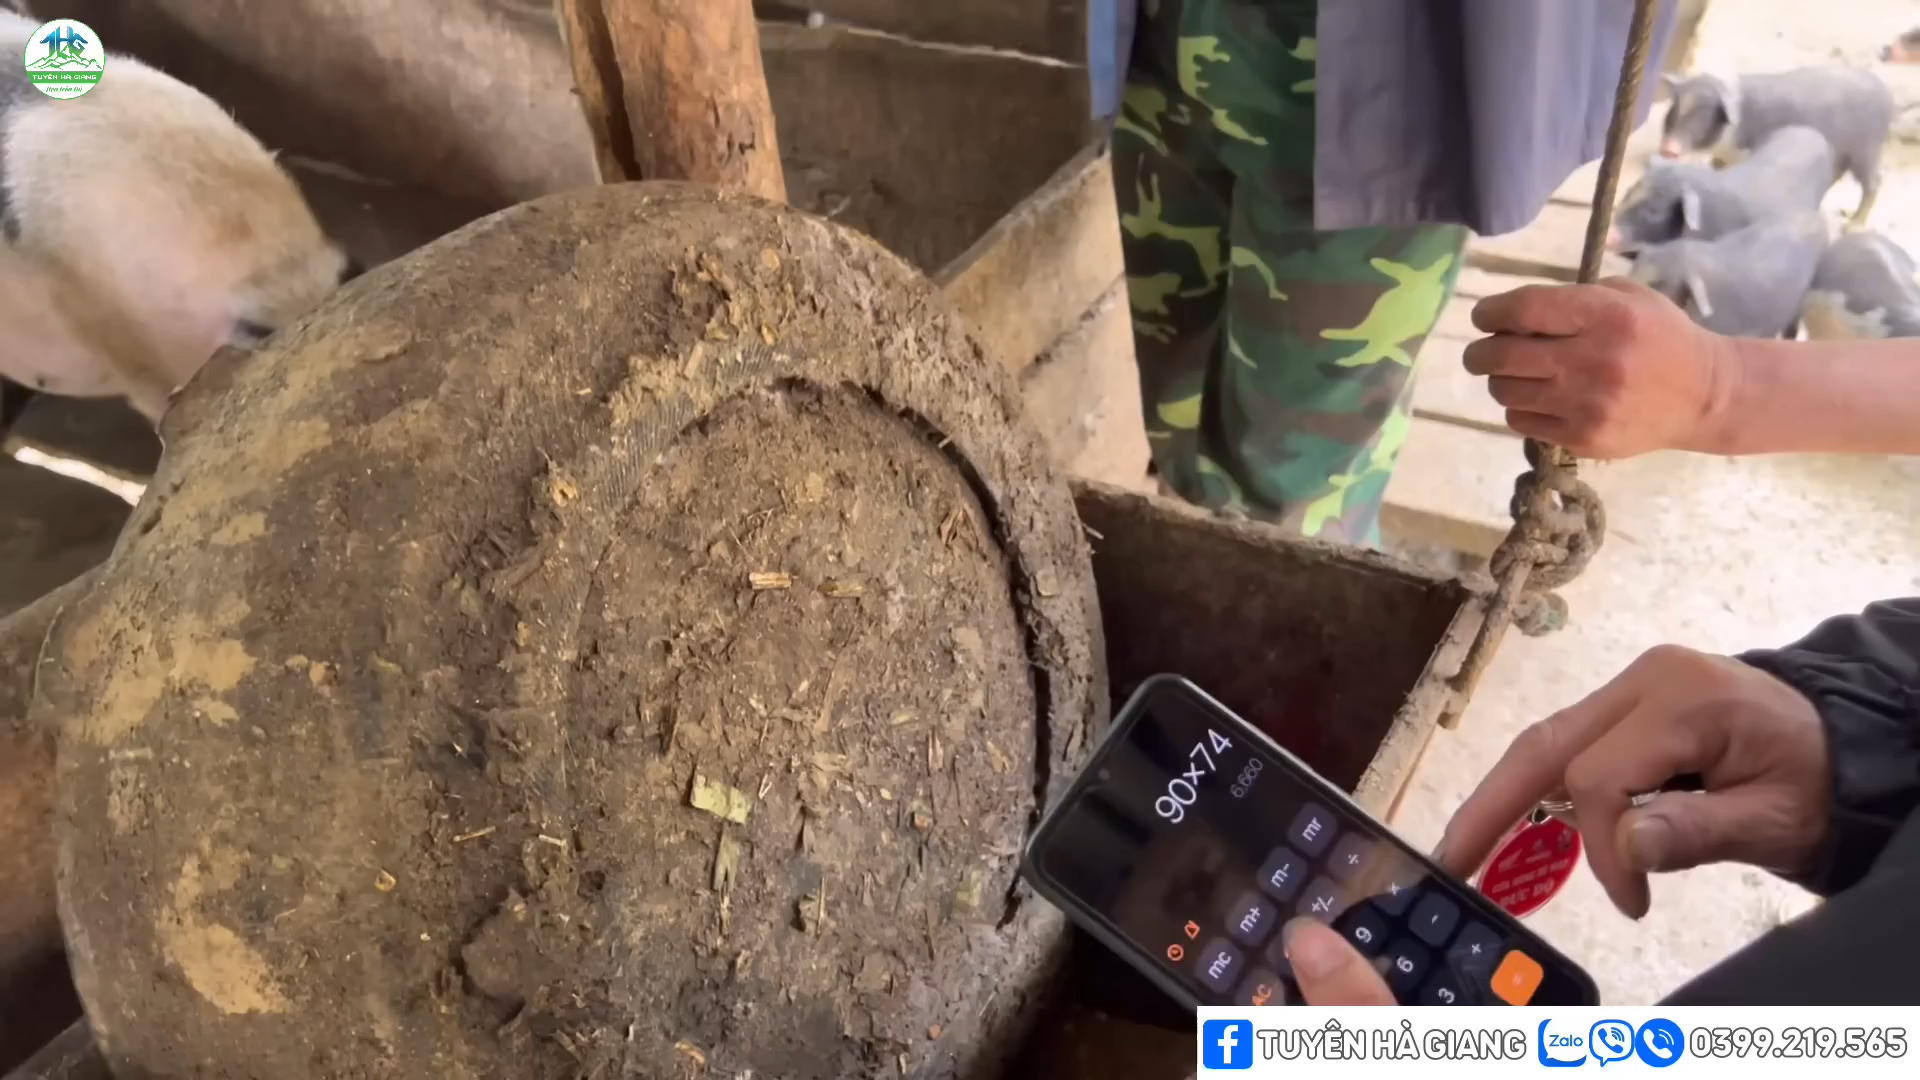 TUYÊN HÀ GIANG
90×74
6.660
mr
m-
m+
mc
÷
+/-
×
9
-
AC
6
+
3
=
TUYÊN HÀ GIANG Zalo 0399.219.565